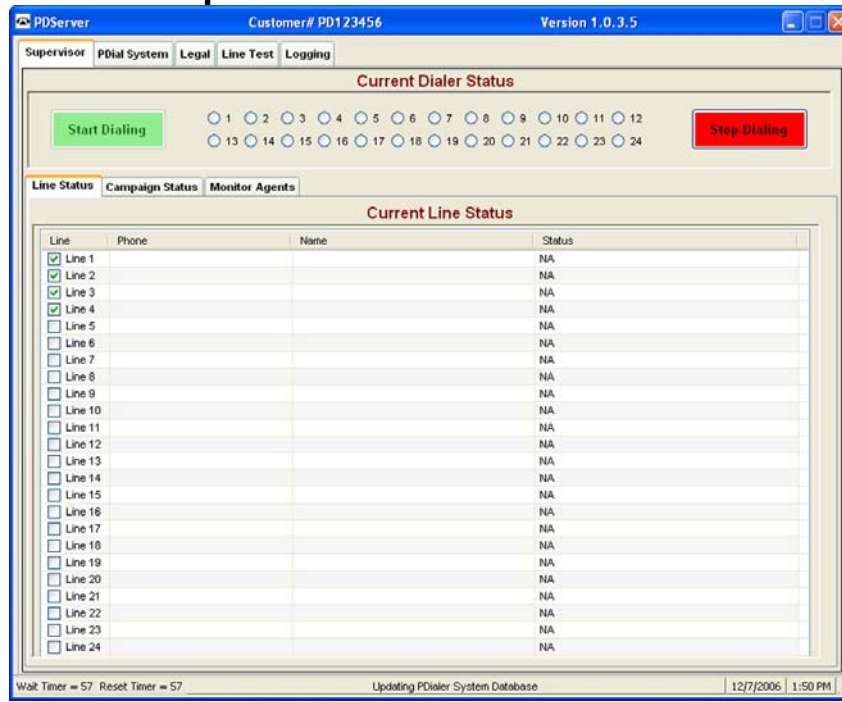 PDServer Customer# PD123456 Version 1.0.3.5
Supervisor PDial System Legal Line Test Logging
Current Dialer Status
Start Dialing
1 2 3 4 5 6 7 8 9 10 11 12
13 14 15 16 17 18 19 20 21 22 23 24
Stop Dialing
Line Status Campaign Status Monitor Agents
Current Line Status
Line Phone Name Status
Line 1 NA
Line 2 NA
Line 3 NA
Line 4 NA
Line 5 NA
Line 6 NA
Line 7 NA
Line 8 NA
Line 9 NA
Line 10 NA
Line 11 NA
Line 12 NA
Line 13 NA
Line 14 NA
Line 15 NA
Line 16 NA
Line 17 NA
Line 18 NA
Line 19 NA
Line 20 NA
Line 21 NA
Line 22 NA
Line 23 NA
Line 24 NA
Wait Timer = 57 Reset Timer = 57 Updating PDialer System Database 12/7/2006 1:50 PM